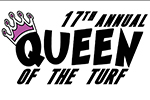 17TH ANNUAL
QUEEN
OF THE TURF